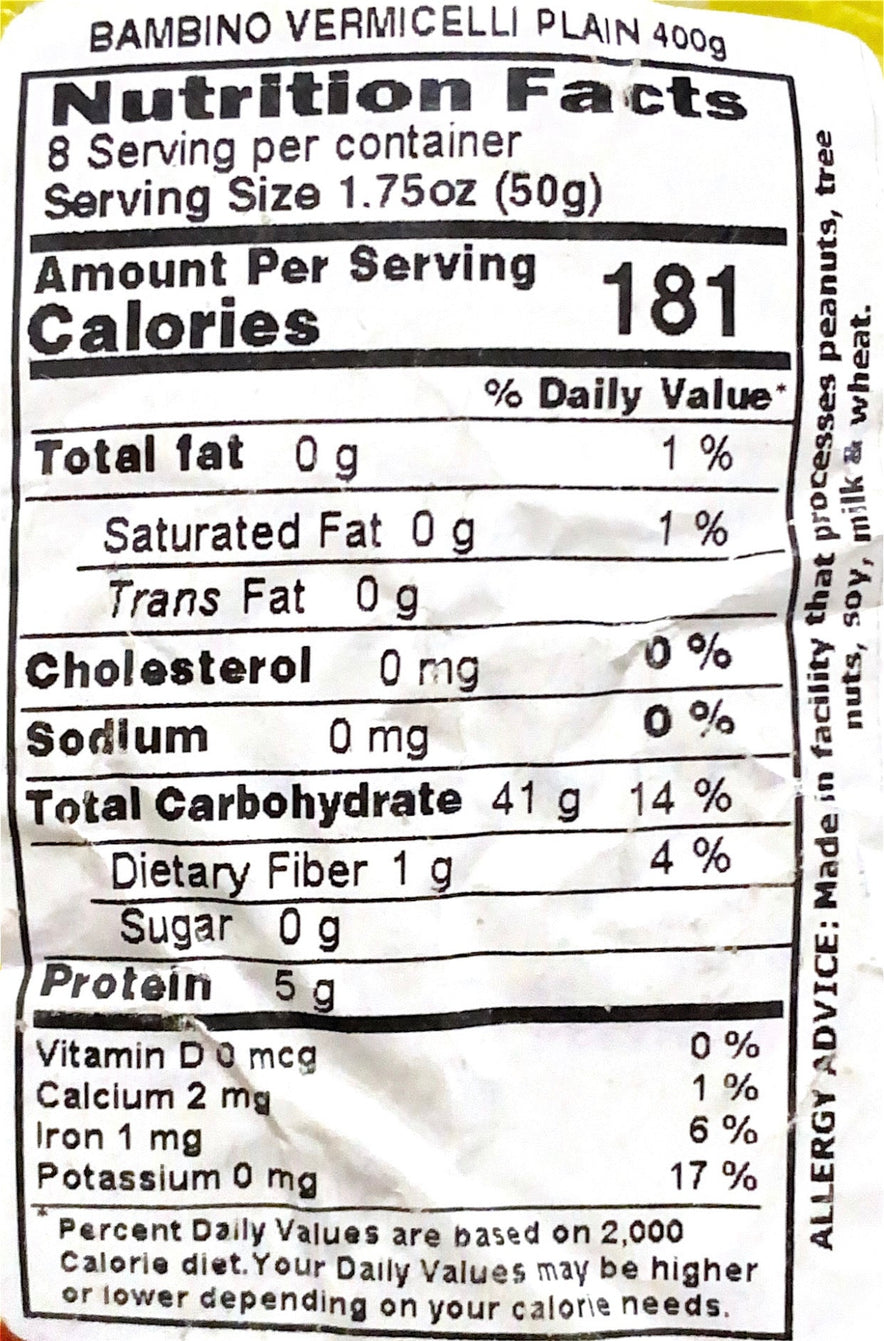 BAMBINO VERMICELLI PLAIN 400g
Nutrition Facts
8 Serving per container
Serving Size 1.75oz (50g)
Amount Per Serving
Calories 181
% Daily Value*
Total fat 0 g 1 %
Saturated Fat 0 g 1 %
Trans Fat 0 g
Cholesterol 0 mg 0 %
Sodium 0 mg 0 %
Total Carbohydrate 41 g 14 %
Dietary Fiber 1 g 4 %
Sugar 0 g
Protein 5 g
Vitamin D 0 mcg 0 %
Calcium 2 mg 1 %
Iron 1 mg 6 %
Potassium 0 mg 17 %
* Percent Daily Values are based on 2,000
Calorie diet.Your Daily Values may be higher
or lower depending on your calorie needs.
ALLERGY ADVICE: Made in facility that processes peanuts, tree
nuts, soy, milk & wheat.